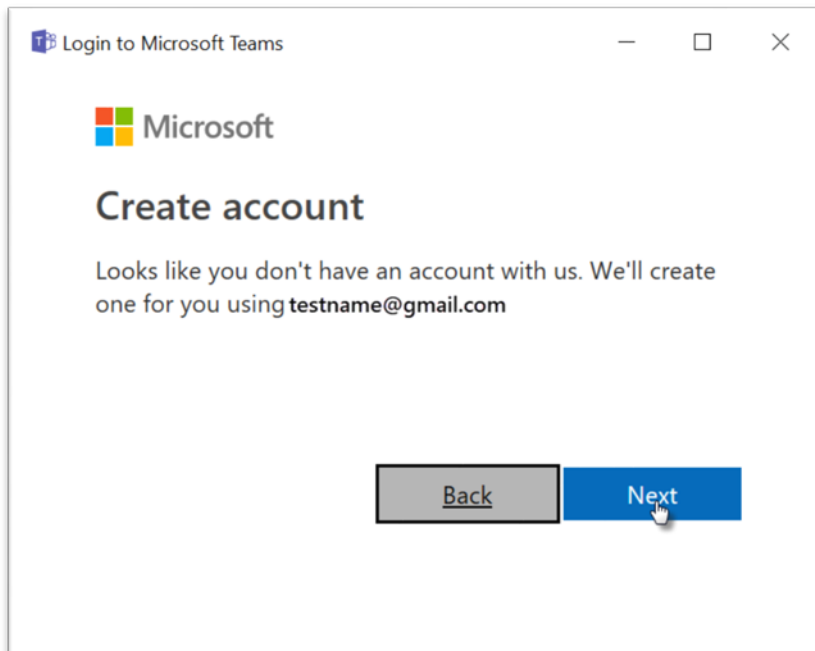 Login to Microsoft Teams
Microsoft
Create account
Looks like you don't have an account with us. We'll create
one for you using testname@gmail.com
Back Next